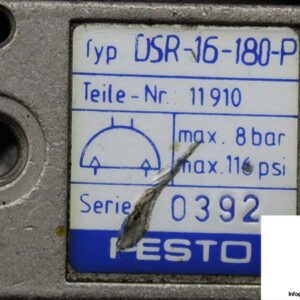 Typ DSR-16-180-P
Teile-Nr. 11910
max. 8 bar
max. 116 psi
Serie 0392
FESTO